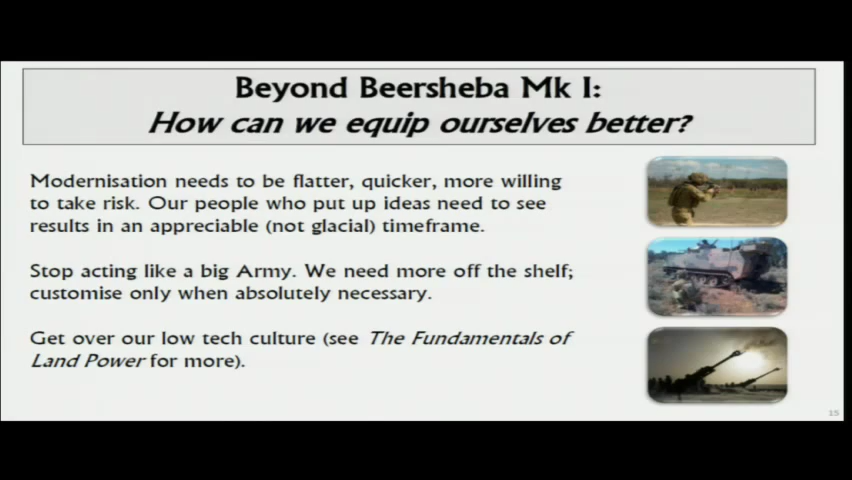 Beyond Beersheba Mk I:
How can we equip ourselves better?
Modernisation needs to be flatter, quicker, more willing
to take risk. Our people who put up ideas need to see
results in an appreciable (not glacial) timeframe.
Stop acting like a big Army. We need more off the shelf;
customise only when absolutely necessary.
Get over our low tech culture (see The Fundamentals of
Land Power for more).
15